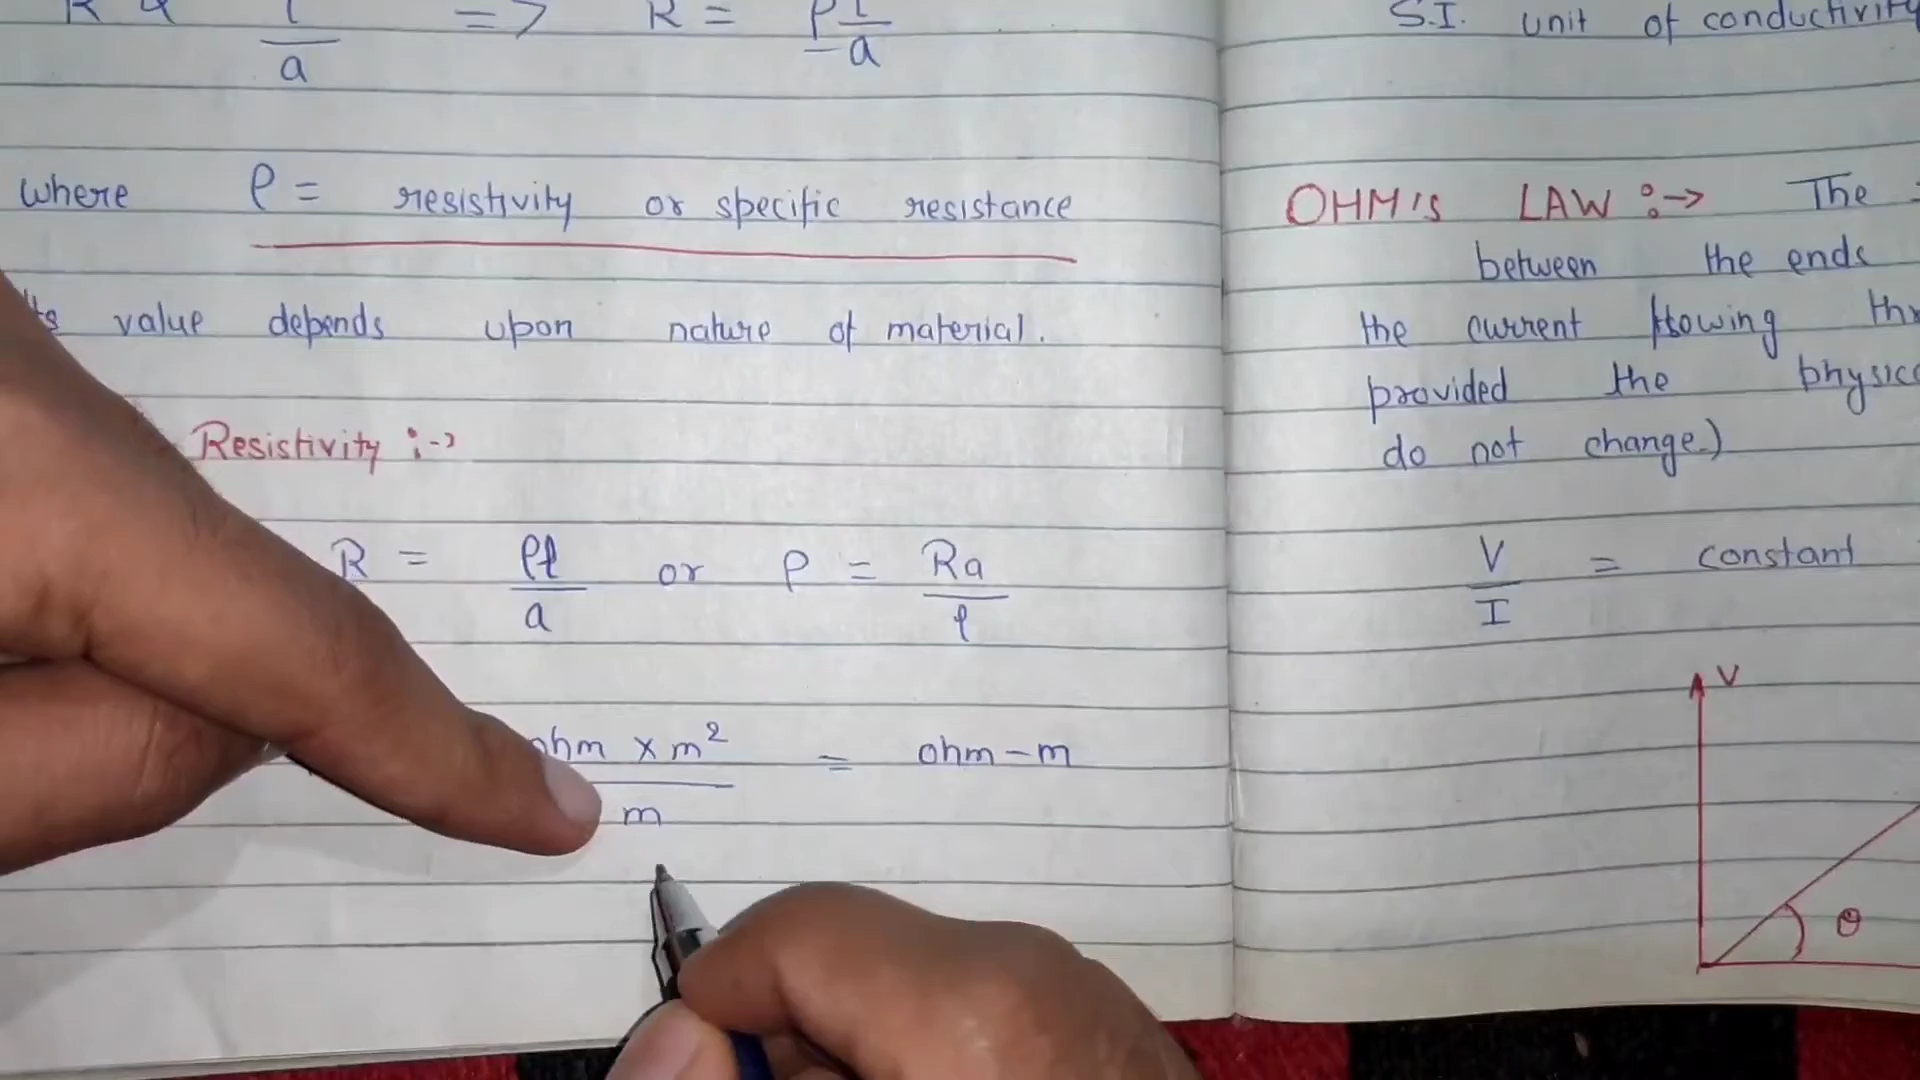 R α l/a => R = ρl/a
where ρ = resistivity or specific resistance
value depends upon nature of material.
Resistivity :->
R = ρl/a or ρ = Ra/l
ohm x m²/m = ohm-m
S.I. unit of conductivity
OHM's LAW :-> The
between the ends
the current flowing
provided the
do not change.)
V/I = constant
V
θ